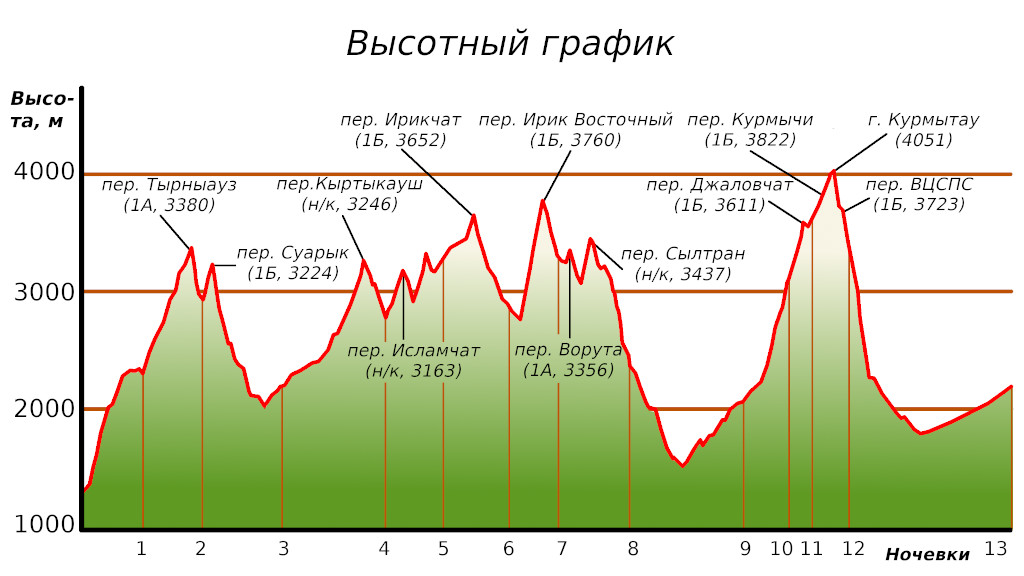 Высотный график
Высо-
та, м
пер. Ирикчат
(1Б, 3652)
пер. Ирик Восточный
(1Б, 3760)
пер. Курмычи
(1Б, 3822)
г. Курмытау
(4051)
4000
пер. Тырныауз
(1А, 3380)
пер.Кыртыкауш
(н/к, 3246)
пер. Джаловчат
(1Б, 3611)
пер. ВЦСПС
(1Б, 3723)
пер. Суарык
(1Б, 3224)
пер. Сылтран
(н/к, 3437)
3000
пер. Исламчат
(н/к, 3163)
пер. Ворута
(1А, 3356)
2000
1000
1 2 3 4 5 6 7 8 9 10 11 12 Ночевки 13